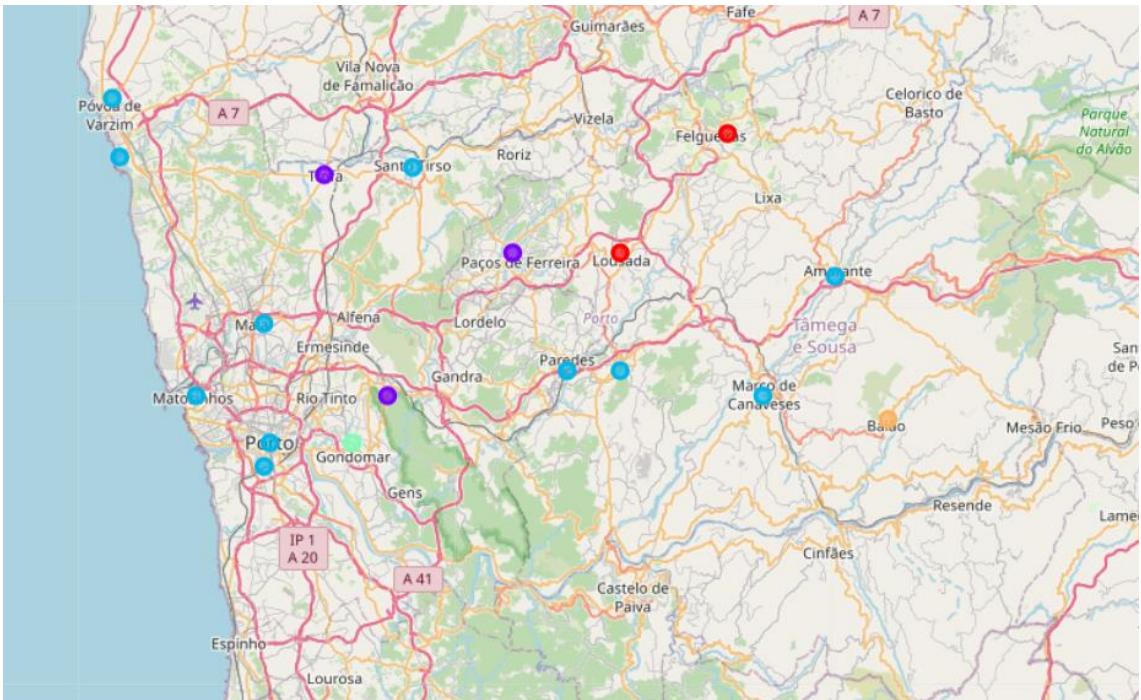 Fafe
A 7
Guimarães
Vila Nova
de Famalicão
Celorico de
Basto
Póvoa de
Varzim
A 7
Vizela
Parque
Natural
do Alvão
Felgueiras
Roriz
Santo Tirso
Trofa
Lixa
Paços de Ferreira
Lousada
Amarante
Maia
Alfena
Lordelo
Porto
Tâmega
e Sousa
Ermesinde
Paredes
Gandra
Marco de
Canaveses
Matosinhos
Rio Tinto
Baião
Mesão Frio
Porto
Gondomar
Gens
Resende
IP 1
A 20
Cinfães
A 41
Castelo de
Paiva
Espinho
Lourosa